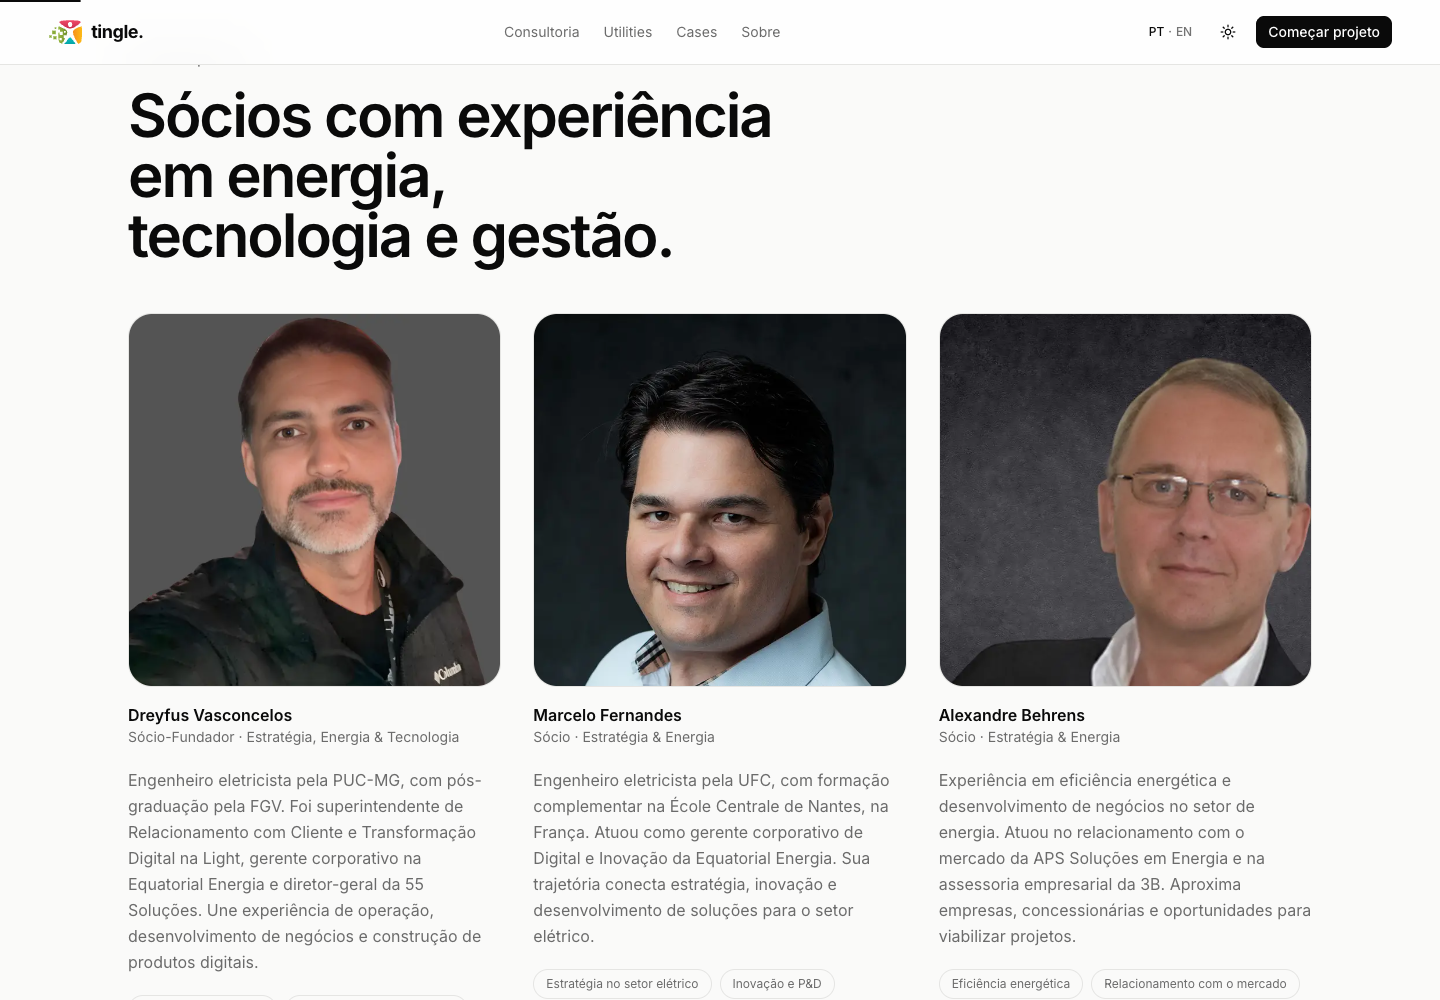 tingle.
Consultoria
Utilities
Cases
Sobre
PT · EN
Começar projeto
Sócios com experiência
em energia,
tecnologia e gestão.
Columbia
Dreyfus Vasconcelos
Sócio-Fundador · Estratégia, Energia & Tecnologia
Engenheiro eletricista pela PUC-MG, com pós-
graduação pela FGV. Foi superintendente de
Relacionamento com Cliente e Transformação
Digital na Light, gerente corporativo na
Equatorial Energia e diretor-geral da 55
Soluções. Une experiência de operação,
desenvolvimento de negócios e construção de
produtos digitais.
Marcelo Fernandes
Sócio · Estratégia & Energia
Engenheiro eletricista pela UFC, com formação
complementar na École Centrale de Nantes, na
França. Atuou como gerente corporativo de
Digital e Inovação da Equatorial Energia. Sua
trajetória conecta estratégia, inovação e
desenvolvimento de soluções para o setor
elétrico.
Estratégia no setor elétrico
Inovação e P&D
Alexandre Behrens
Sócio · Estratégia & Energia
Experiência em eficiência energética e
desenvolvimento de negócios no setor de
energia. Atuou no relacionamento com o
mercado da APS Soluções em Energia e na
assessoria empresarial da 3B. Aproxima
empresas, concessionárias e oportunidades para
viabilizar projetos.
Eficiência energética
Relacionamento com o mercado